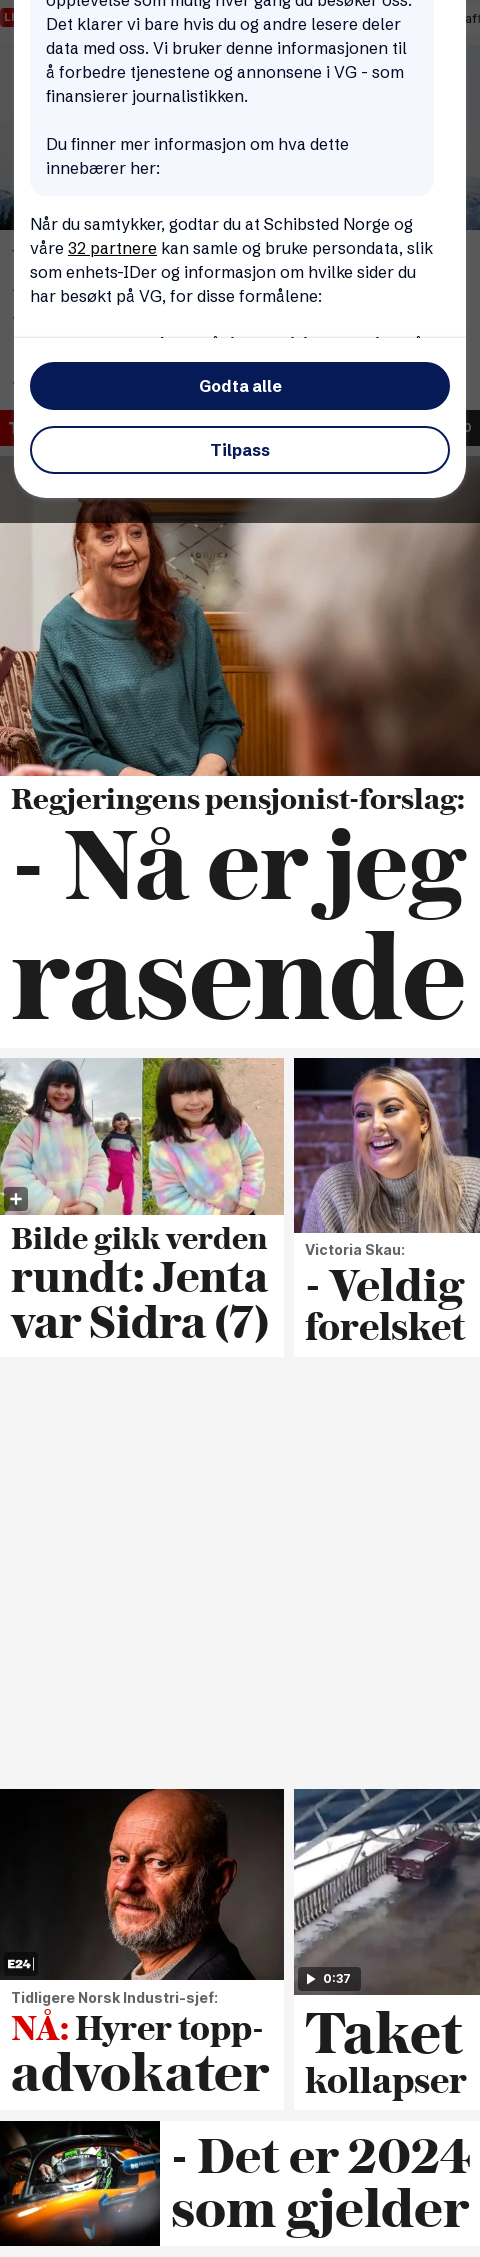 opplevelse som mulig hver gang du besøker oss.
Det klarer vi bare hvis du og andre lesere deler
data med oss. Vi bruker denne informasjonen til
å forbedre tjenestene og annonsene i VG - som
finansierer journalistikken.
Du finner mer informasjon om hva dette
innebærer her:
Når du samtykker, godtar du at Schibsted Norge og
våre 32 partnere kan samle og bruke persondata, slik
som enhets-IDer og informasjon om hvilke sider du
har besøkt på VG, for disse formålene:
Godta alle
Tilpass
Regjeringens pensjonist-forslag:
- Nå er jeg
rasende
Bilde gikk verden
rundt: Jenta
var Sidra (7)
Victoria Skau:
- Veldig
forelsket
E24
Tidligere Norsk Industri-sjef:
NÅ: Hyrer topp-
advokater
0:37
Taket
kollapser
- Det er 2024
som gjelder